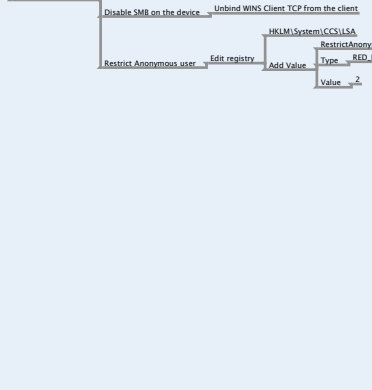 Disable SMB on the device
Unbind WINS Client TCP from the client
Restrict Anonymous user
Edit registry
HKLM\System\CCS\LSA
Add Value
RestrictAnony
Type
RED_
Value
2